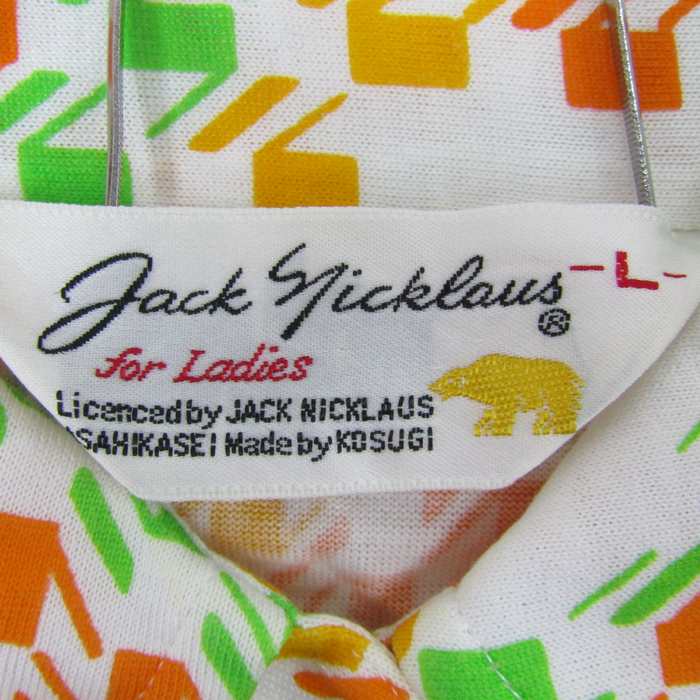 Jack Nicklaus ®
-L-
for Ladies
Licenced by JACK NICKLAUS
ASAHIKASEI Made by KOSUGI